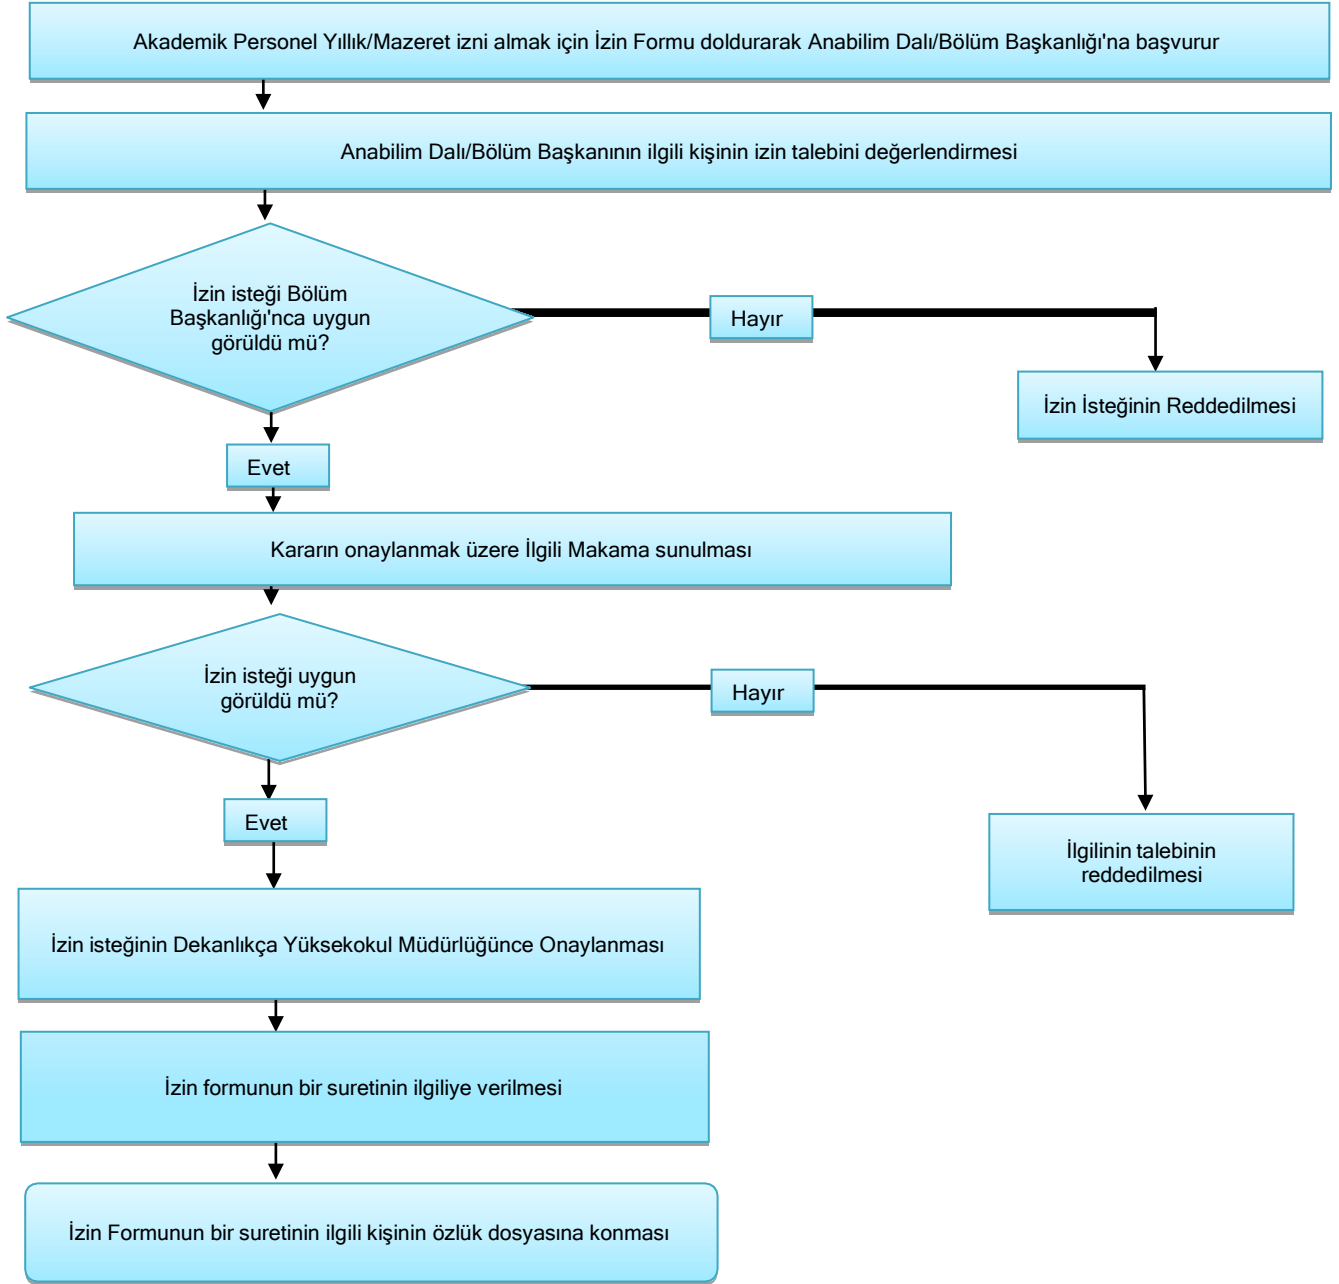 Akademik Personel Yıllık/Mazeret izni almak için İzin Formu doldurarak Anabilim Dalı/Bölüm Başkanlığı'na başvurur
Anabilim Dalı/Bölüm Başkanının ilgili kişinin izin talebini değerlendirmesi
İzin isteği Bölüm
Başkanlığı'nca uygun
görüldü mü?
Hayır
İzin İsteğinin Reddedilmesi
Evet
Kararın onaylanmak üzere İlgili Makama sunulması
İzin isteği uygun
görüldü mü?
Hayır
Evet
İlgilinin talebinin
reddedilmesi
İzin isteğinin Dekanlıkça Yüksekokul Müdürlüğünce Onaylanması
İzin formunun bir suretinin ilgiliye verilmesi
İzin Formunun bir suretinin ilgili kişinin özlük dosyasına konması